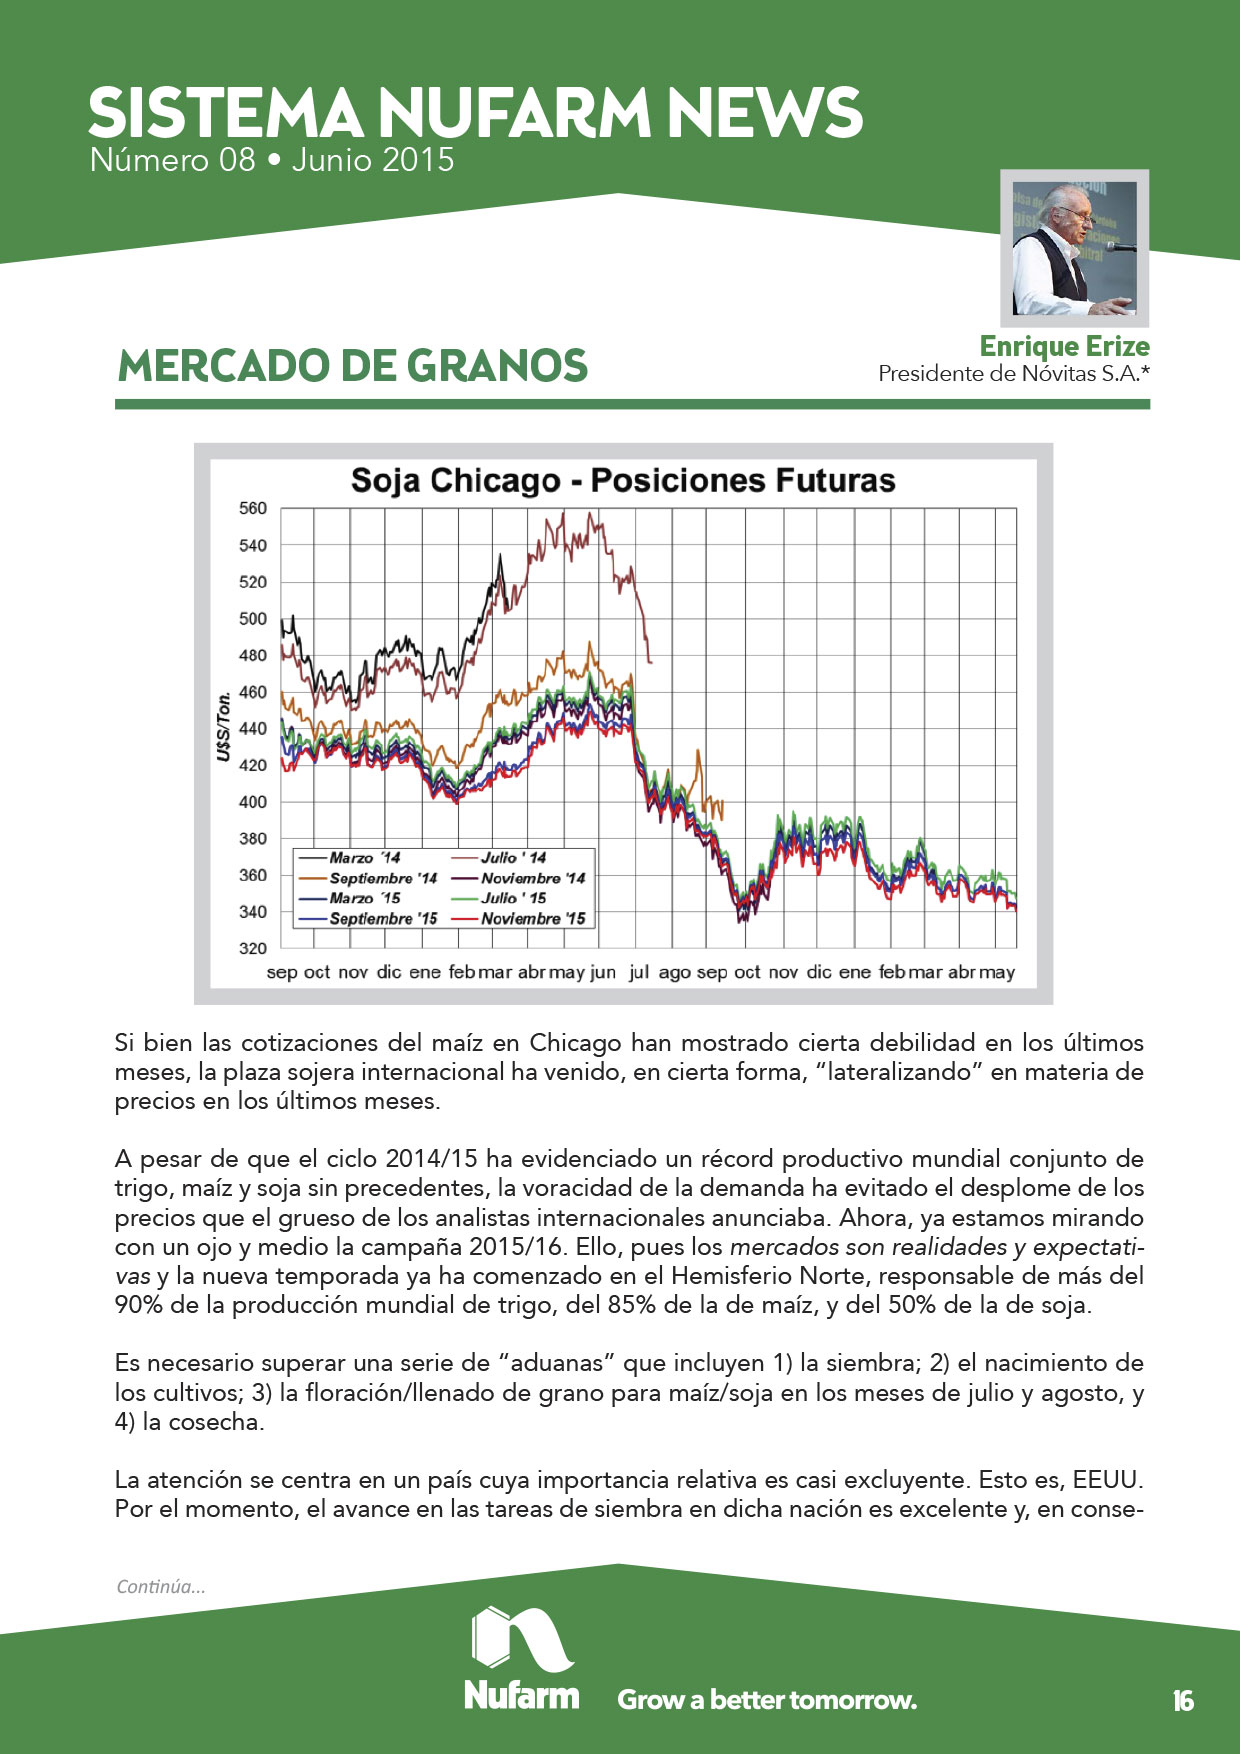 SISTEMA NUFARM NEWS
Número 08 • Junio 2015
Enrique Erize
Presidente de Nóvitas S.A.*
MERCADO DE GRANOS
Soja Chicago - Posiciones Futuras
U$S/Ton.
560
540
520
500
480
460
440
420
400
380
360
340
320
Marzo ´14
Julio ' 14
Septiembre '14
Noviembre '14
Marzo ´15
Julio ' 15
Septiembre '15
Noviembre '15
sep oct nov dic ene feb mar abr may jun jul ago sep oct nov dic ene feb mar abr may
Si bien las cotizaciones del maíz en Chicago han mostrado cierta debilidad en los últimos
meses, la plaza sojera internacional ha venido, en cierta forma, “lateralizando” en materia de
precios en los últimos meses.
A pesar de que el ciclo 2014/15 ha evidenciado un récord productivo mundial conjunto de
trigo, maíz y soja sin precedentes, la voracidad de la demanda ha evitado el desplome de los
precios que el grueso de los analistas internacionales anunciaba. Ahora, ya estamos mirando
con un ojo y medio la campaña 2015/16. Ello, pues los mercados son realidades y expectati-
vas y la nueva temporada ya ha comenzado en el Hemisferio Norte, responsable de más del
90% de la producción mundial de trigo, del 85% de la de maíz, y del 50% de la de soja.
Es necesario superar una serie de “aduanas” que incluyen 1) la siembra; 2) el nacimiento de
los cultivos; 3) la floración/llenado de grano para maíz/soja en los meses de julio y agosto, y
4) la cosecha.
La atención se centra en un país cuya importancia relativa es casi excluyente. Esto es, EEUU.
Por el momento, el avance en las tareas de siembra en dicha nación es excelente y, en conse-
Continúa...
Nufarm
Grow a better tomorrow.
16